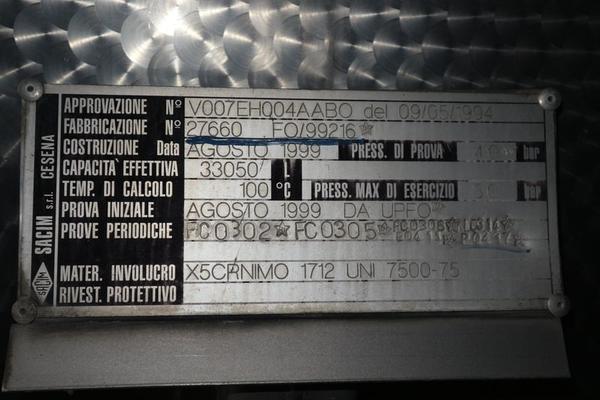 SACIM s.r.l. CESENA
APPROVAZIONE N° V007EH004AABO del 09/05/1994
FABBRICAZIONE N° 27660 FO/99216
COSTRUZIONE Data AGOSTO 1999 PRESS. DI PROVA bar
CAPACITA' EFFETTIVA 33050 L
TEMP. DI CALCOLO 100 °C PRESS. MAX DI ESERCIZIO bar
PROVA INIZIALE AGOSTO 1999 DA UPFO
PROVE PERIODICHE FC0302 FC0305 FC0308
MATER. INVOLUCRO X5CRNIMO 1712 UNI 7500-75
RIVEST. PROTETTIVO